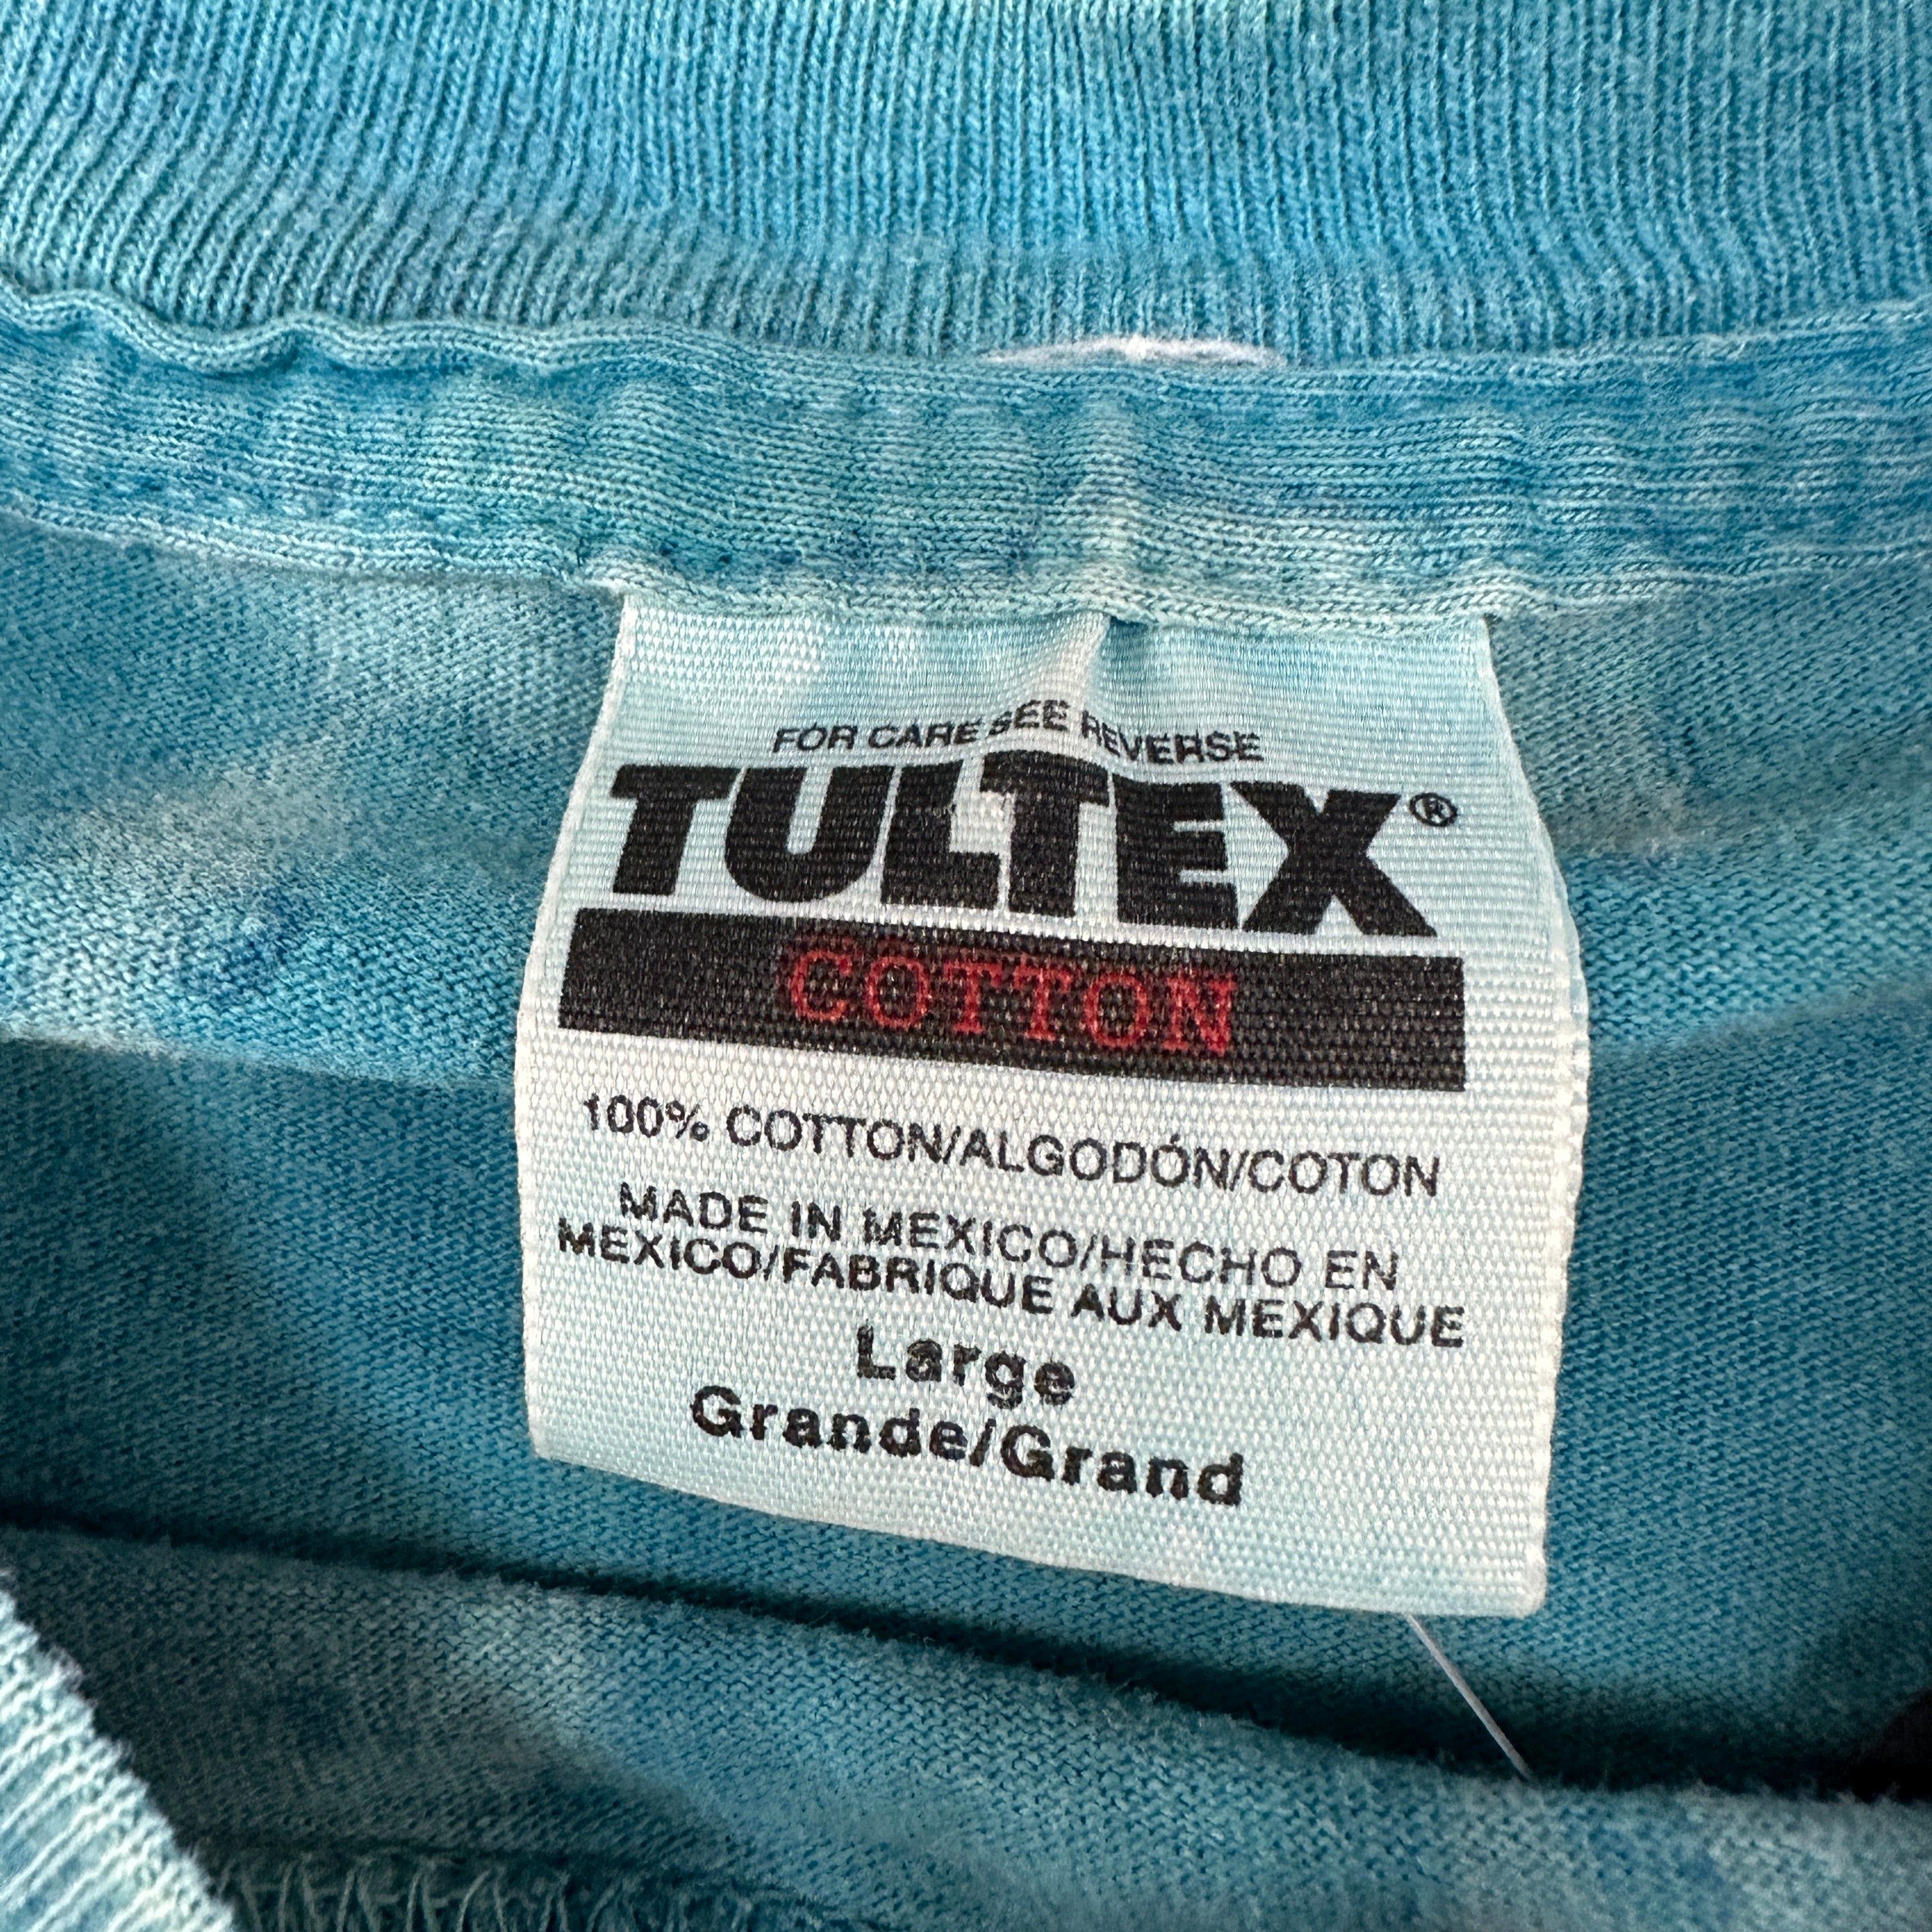 FOR CARE SEE REVERSE
TULTEX®
COTTON
100% COTTON/ALGODÓN/COTON
MADE IN MEXICO/HECHO EN
MEXICO/FABRIQUE AUX MEXIQUE
Large
Grande/Grand